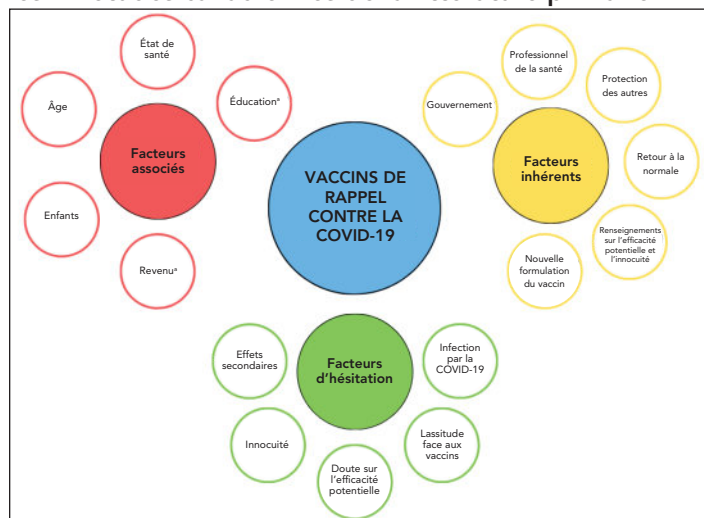 État de
santé
Âge
Éducationᵃ
Facteurs
associés
Enfants
Revenuᵃ
VACCINS DE
RAPPEL
CONTRE LA
COVID-19
Professionnel
de la santé
Gouvernement
Protection
des autres
Facteurs
inhérents
Retour à la
normale
Renseignements
sur l'efficacité
potentielle et
l'innocuité
Nouvelle
formulation
du vaccin
Effets
secondaires
Facteurs
d'hésitation
Infection
par la
COVID-19
Innocuité
Lassitude
face aux
vaccins
Doute sur
l'efficacité
potentielle